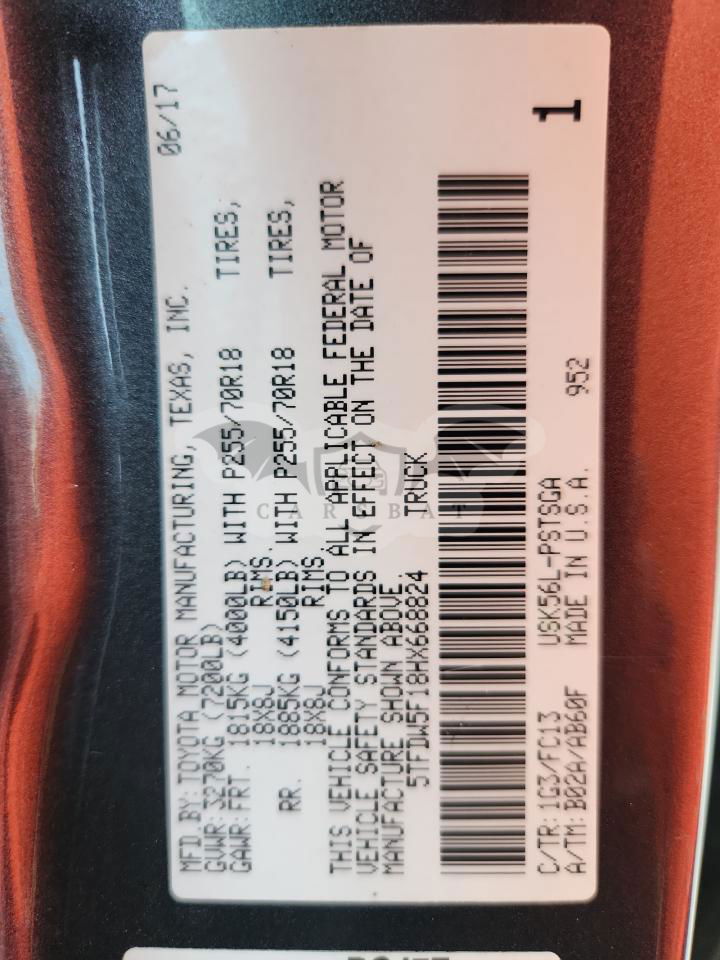 06/17
MFD.BY: TOYOTA MOTOR MANUFACTURING, TEXAS, INC.
GVWR: 3270KG (7200LB)
GAWR: FRT. 1815KG (4000LB) WITH P255/70R18 TIRES,
18X8J RIMS.
RR. 1885KG (4150LB) WITH P255/70R18 TIRES,
18X8J RIMS.
THIS VEHICLE CONFORMS TO ALL APPLICABLE FEDERAL MOTOR
VEHICLE SAFETY STANDARDS IN EFFECT ON THE DATE OF
MANUFACTURE SHOWN ABOVE.
5TFDW5F18HX668824 TRUCK
C/TR: 1G3/FC13 USK56L-PSTSGA 1
A/TM: B02A/AB60F MADE IN U.S.A. 952
CARSBAT